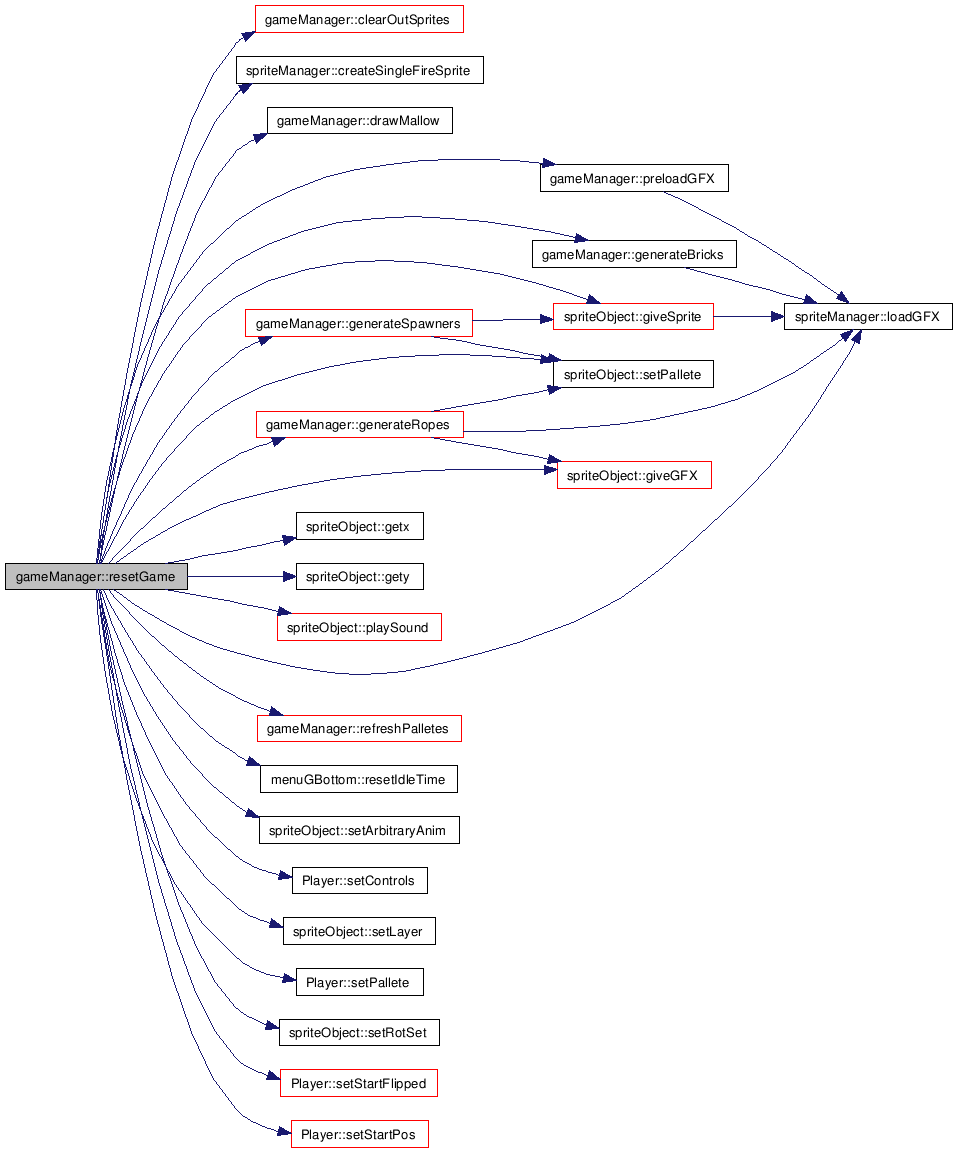 gameManager::clearOutSprites
spriteManager::createSingleFireSprite
gameManager::drawMallow
gameManager::preloadGFX
gameManager::generateBricks
gameManager::generateSpawners
spriteObject::giveSprite
spriteManager::loadGFX
spriteObject::setPallete
gameManager::generateRopes
spriteObject::giveGFX
spriteObject::getx
gameManager::resetGame
spriteObject::gety
spriteObject::playSound
gameManager::refreshPalletes
menuGBottom::resetIdleTime
spriteObject::setArbitraryAnim
Player::setControls
spriteObject::setLayer
Player::setPallete
spriteObject::setRotSet
Player::setStartFlipped
Player::setStartPos